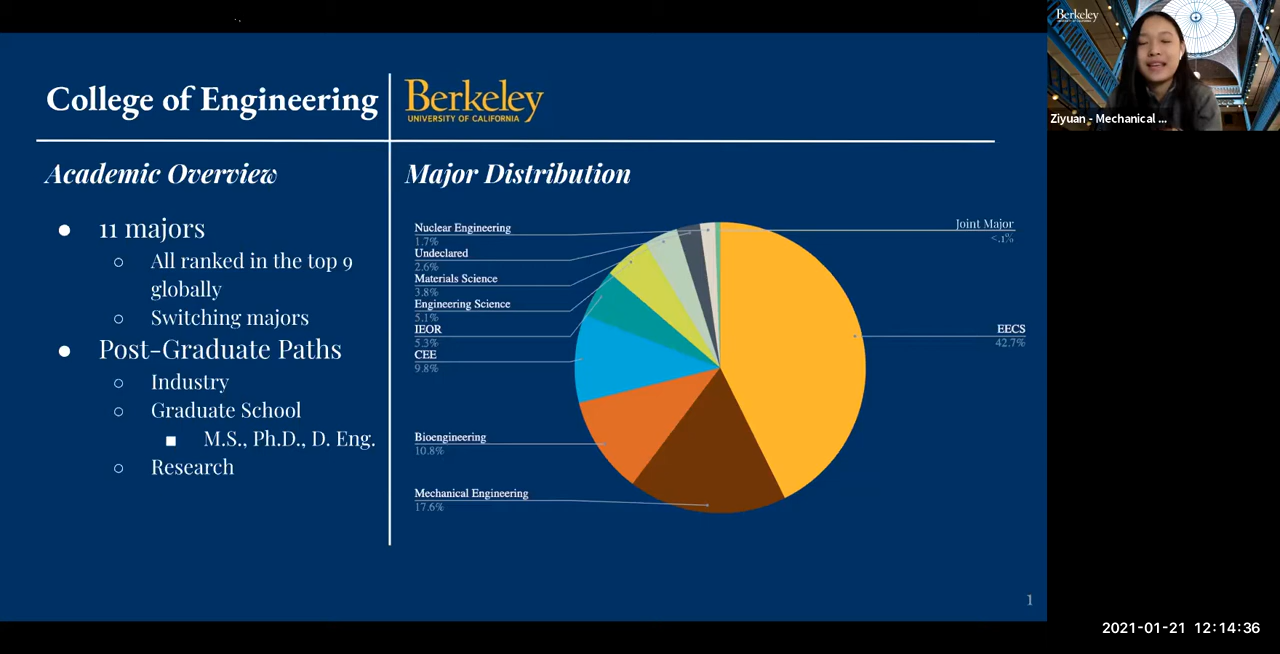 College of Engineering
Berkeley
UNIVERSITY OF CALIFORNIA
Academic Overview
● 11 majors
○ All ranked in the top 9
globally
○ Switching majors
● Post-Graduate Paths
○ Industry
○ Graduate School
■ M.S., Ph.D., D. Eng.
○ Research
Major Distribution
Nuclear Engineering
1.7%
Undeclared
2.6%
Materials Science
3.8%
Engineering Science
5.1%
IEOR
5.3%
CEE
9.8%
Bioengineering
10.8%
Mechanical Engineering
17.6%
Joint Major
<.1%
EECS
42.7%
1
Berkeley
Ziyuan - Mechanical ...
2021-01-21 12:14:36